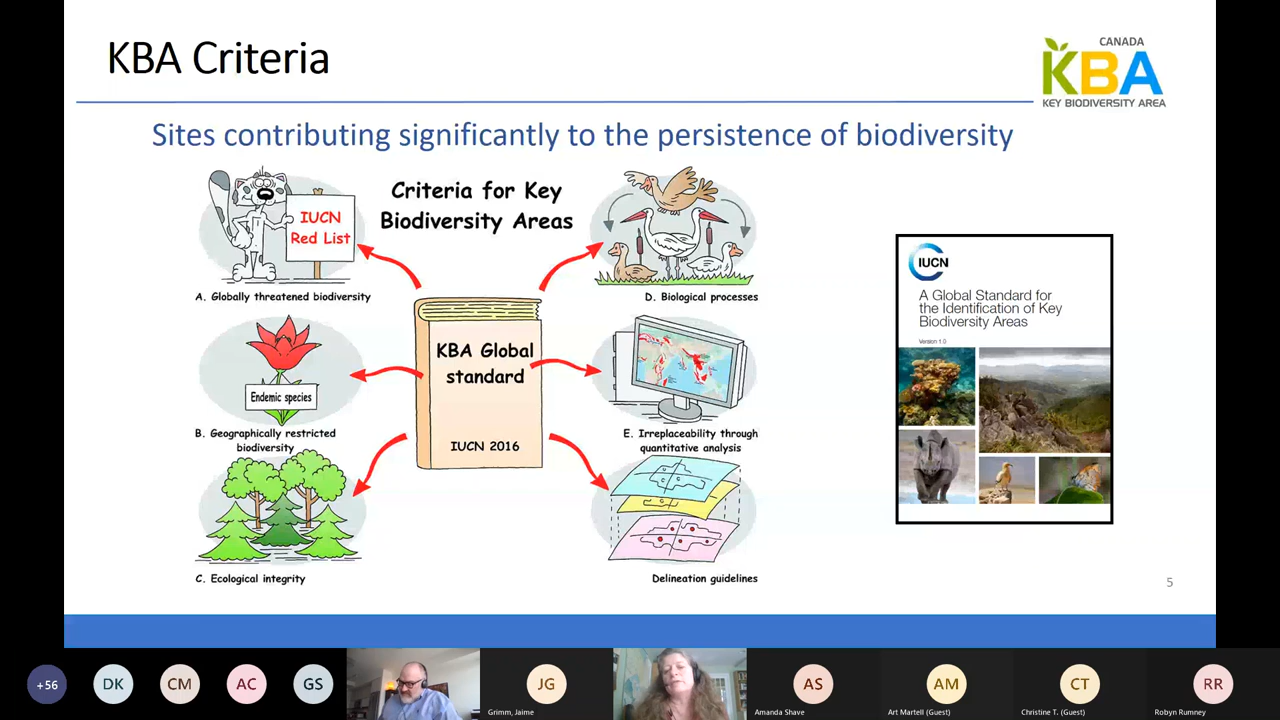 KBA Criteria
CANADA
KBA
KEY BIODIVERSITY AREA
Sites contributing significantly to the persistence of biodiversity
Criteria for Key
Biodiversity Areas
IUCN
Red List
A. Globally threatened biodiversity
D. Biological processes
KBA Global
standard
IUCN 2016
Endemic species
B. Geographically restricted
biodiversity
E. Irreplaceability through
quantitative analysis
C. Ecological integrity
Delineation guidelines
IUCN
A Global Standard for
the Identification of Key
Biodiversity Areas
Version 1.0
5
+56
DK
CM
AC
GS
JG
Grimm, Jaime
AS
Amanda Shave
AM
Art Martell (Guest)
CT
Christine T. (Guest)
RR
Robyn Rumney